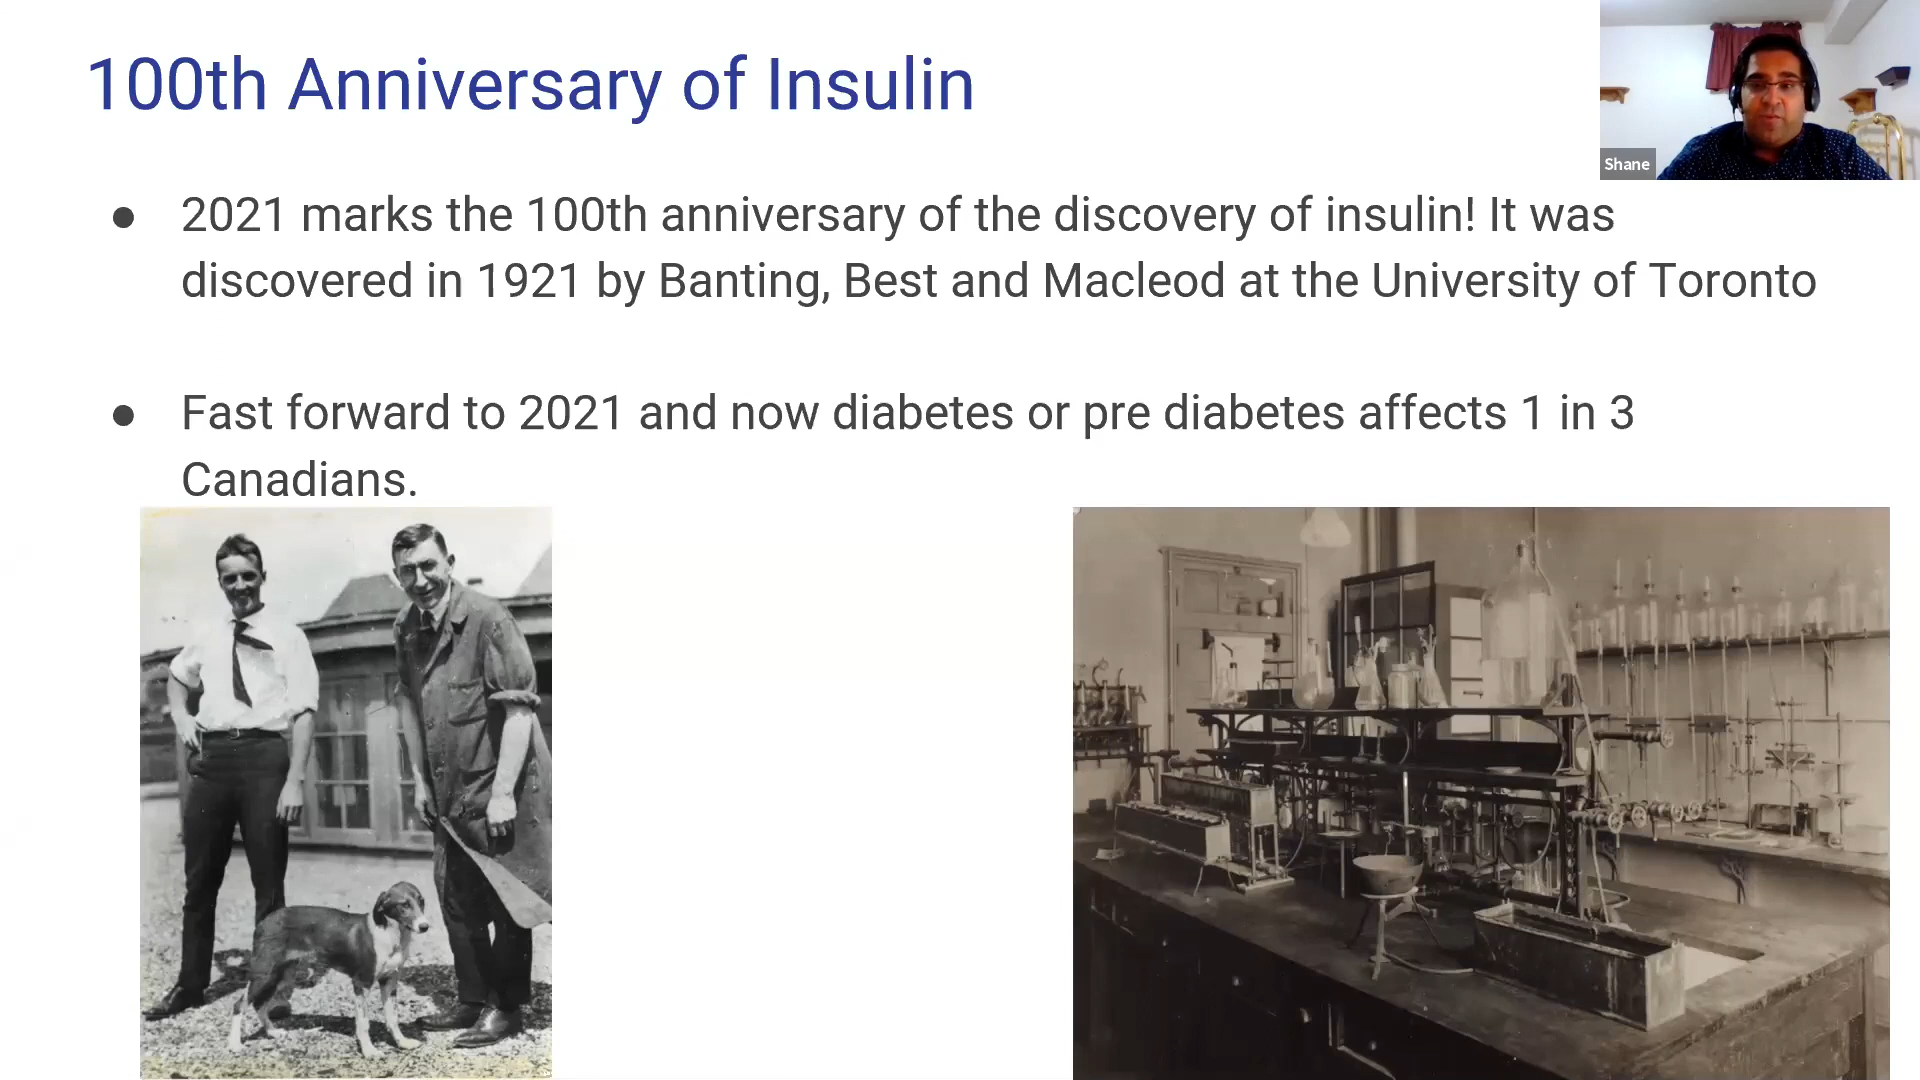 100th Anniversary of Insulin
Shane
● 2021 marks the 100th anniversary of the discovery of insulin! It was
discovered in 1921 by Banting, Best and Macleod at the University of Toronto
● Fast forward to 2021 and now diabetes or pre diabetes affects 1 in 3
Canadians.